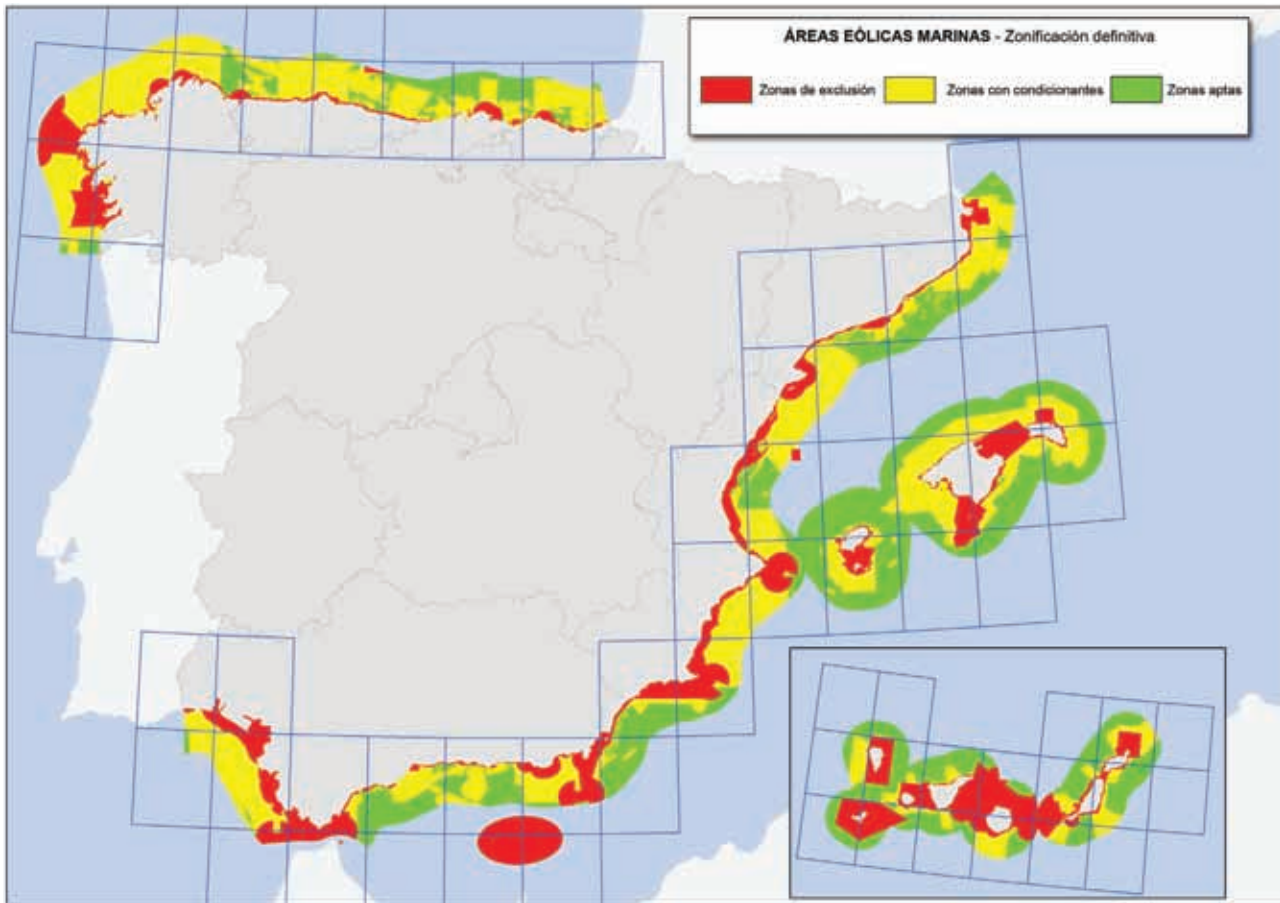 ÁREAS EÓLICAS MARINAS - Zonificación definitiva
Zonas de exclusión Zonas con condicionantes Zonas aptas